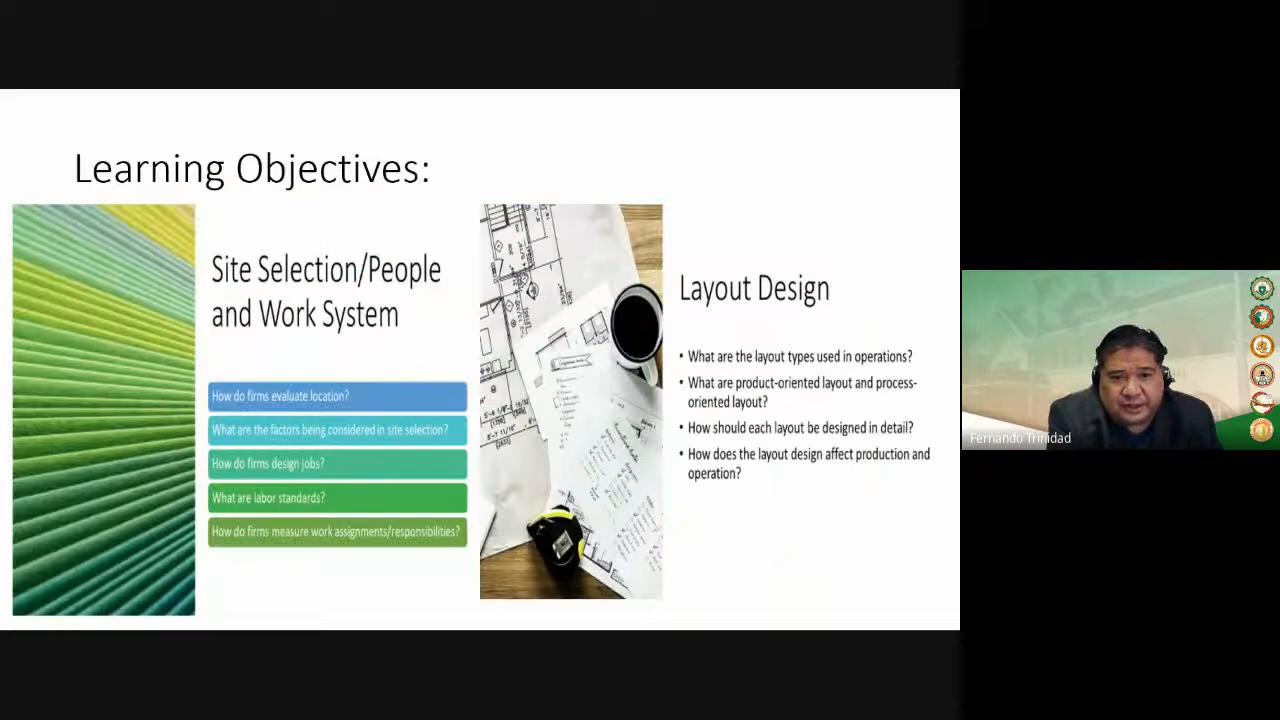 Learning Objectives:
Site Selection/People
and Work System
How do firms evaluate location?
What are the factors being considered in site selection?
How do firms design jobs?
What are labor standards?
How do firms measure work assignments/responsibilities?
Layout Design
• What are the layout types used in operations?
• What are product-oriented layout and process-
oriented layout?
• How should each layout be designed in detail?
• How does the layout design affect production and
operation?
Fernando Trinidad